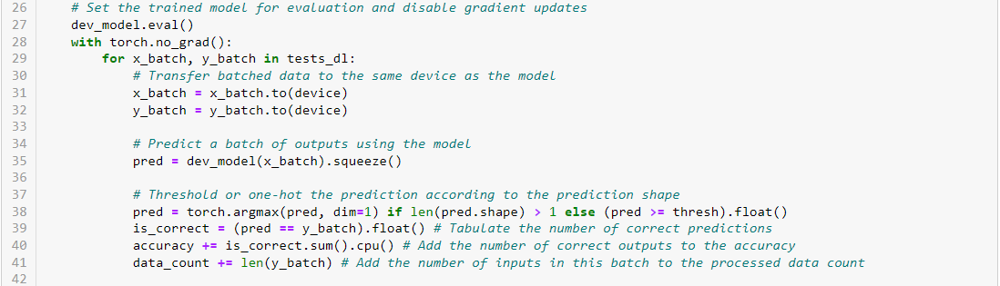 26 # Set the trained model for evaluation and disable gradient updates
27 dev_model.eval()
28 with torch.no_grad():
29 for x_batch, y_batch in tests_dl:
30 # Transfer batched data to the same device as the model
31 x_batch = x_batch.to(device)
32 y_batch = y_batch.to(device)
33
34 # Predict a batch of outputs using the model
35 pred = dev_model(x_batch).squeeze()
36
37 # Threshold or one-hot the prediction according to the prediction shape
38 pred = torch.argmax(pred, dim=1) if len(pred.shape) > 1 else (pred >= thresh).float()
39 is_correct = (pred == y_batch).float() # Tabulate the number of correct predictions
40 accuracy += is_correct.sum().cpu() # Add the number of correct outputs to the accuracy
41 data_count += len(y_batch) # Add the number of inputs in this batch to the processed data count
42